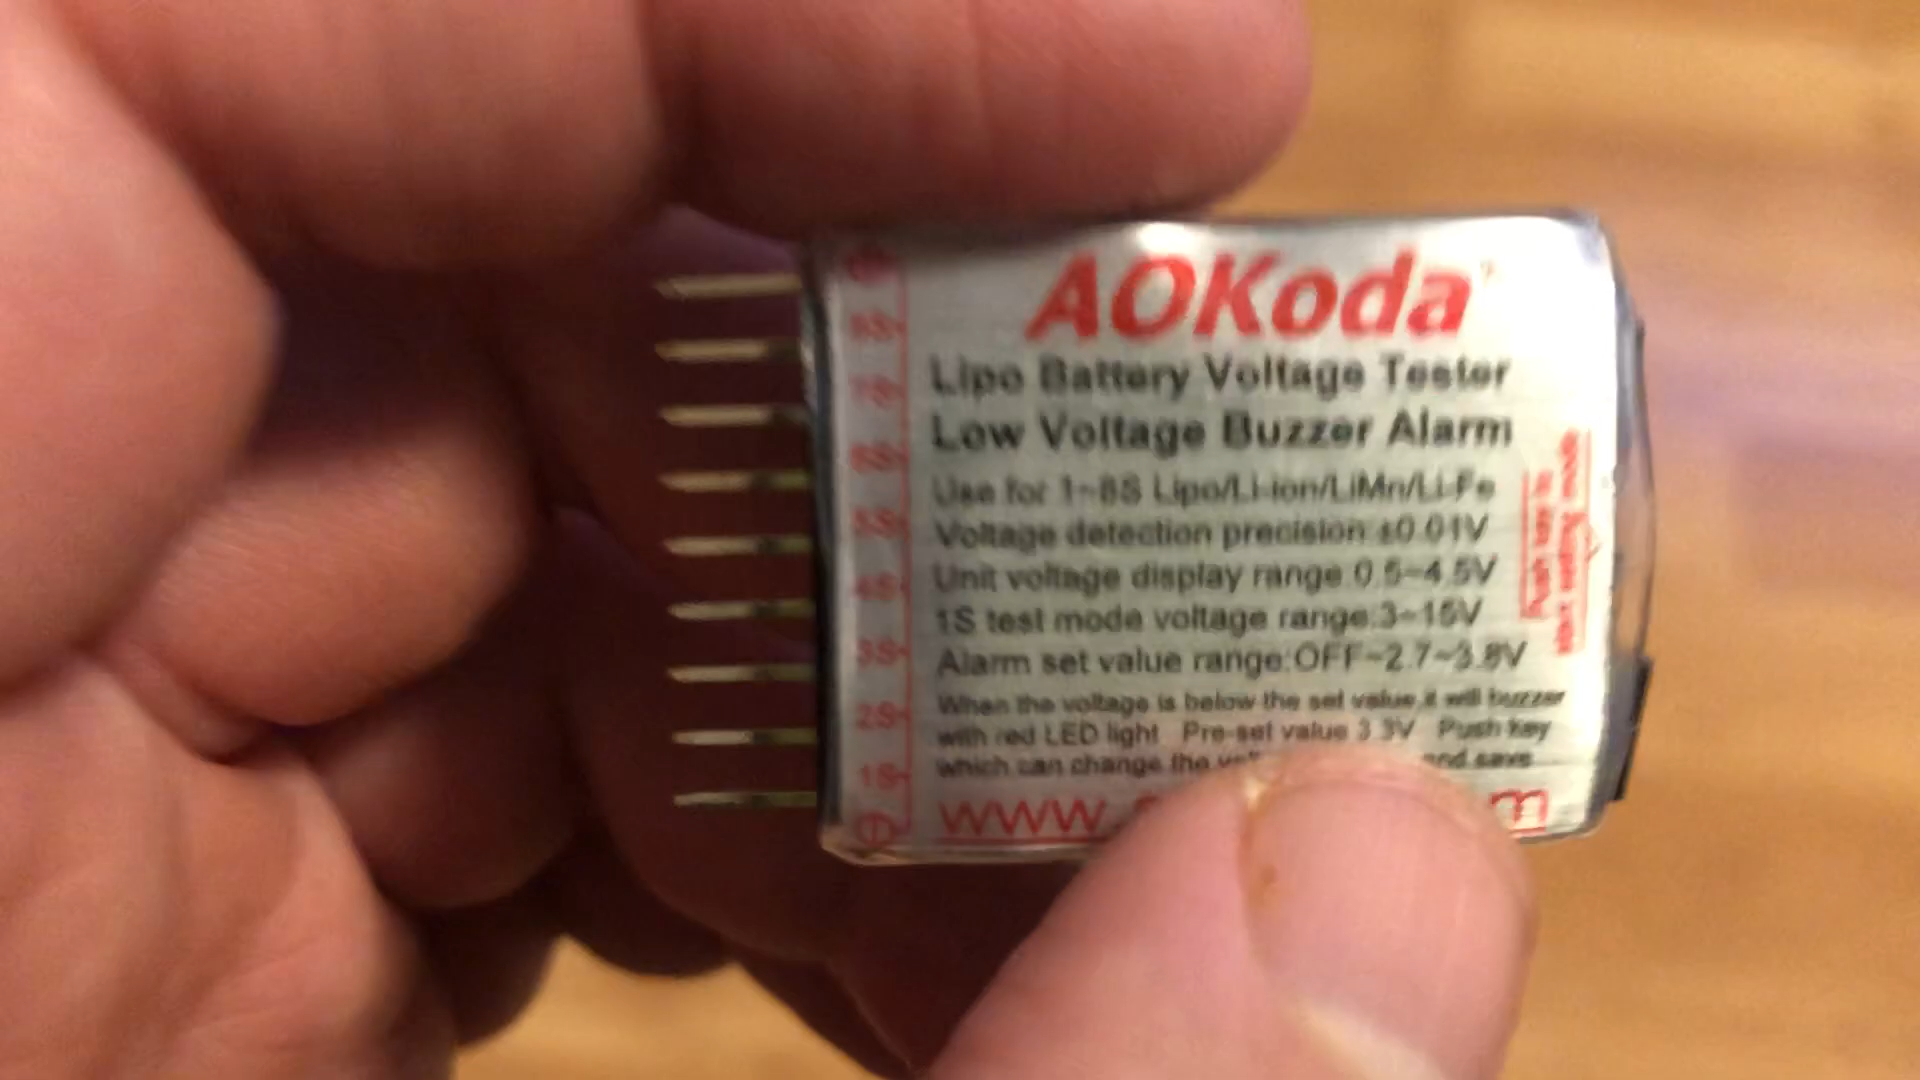 AOKoda
Lipo Battery Voltage Tester
Low Voltage Buzzer Alarm
Use for 1~8S Lipo/Li-ion/LiMn/Li-Fe
Voltage detection precision:±0.01V
Unit voltage display range:0.5~4.5V
1S test mode voltage range:3~15V
Alarm set value range:OFF~2.7~3.8V
When the voltage is below the set value,it will buzzer
with red LED light Pre-set value 3.3V Push key
which can change the and save
www.
8S
7S
6S
5S
4S
3S
2S
1S